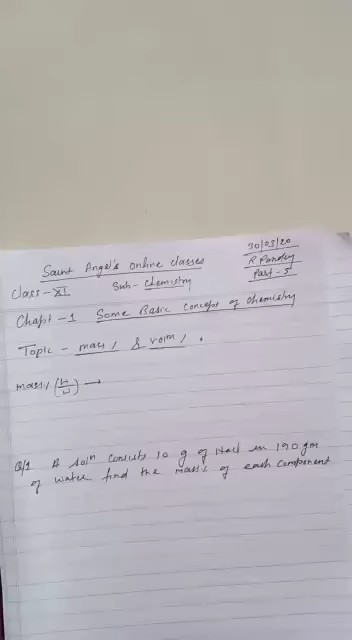 30/05/20
Saint Angel's online classes
R Pandey
Class - XI Sub - Chemistry
Part - 5
Chapt - 1 Some Basic Concept of Chemistry
Topic - mass % & volm %.
mass % (W/W) →
Q/1 A soln consists 10 g of Nacl in 190 gm
of water find the mass % of each component